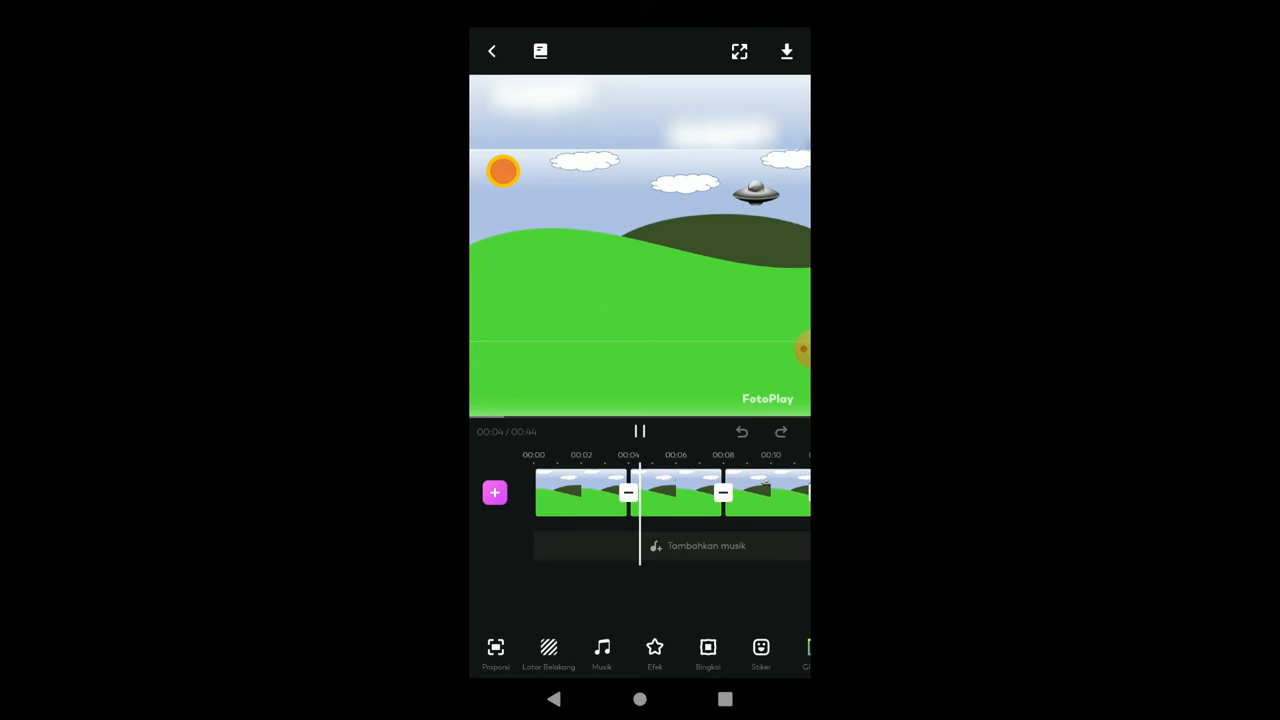 FotoPlay
00:04 / 00:44
00:00 00:02 00:04 00:06 00:08 00:10
Tambahkan musik
Proporsi Latar Belakang Musik Efek Bingkai Stiker